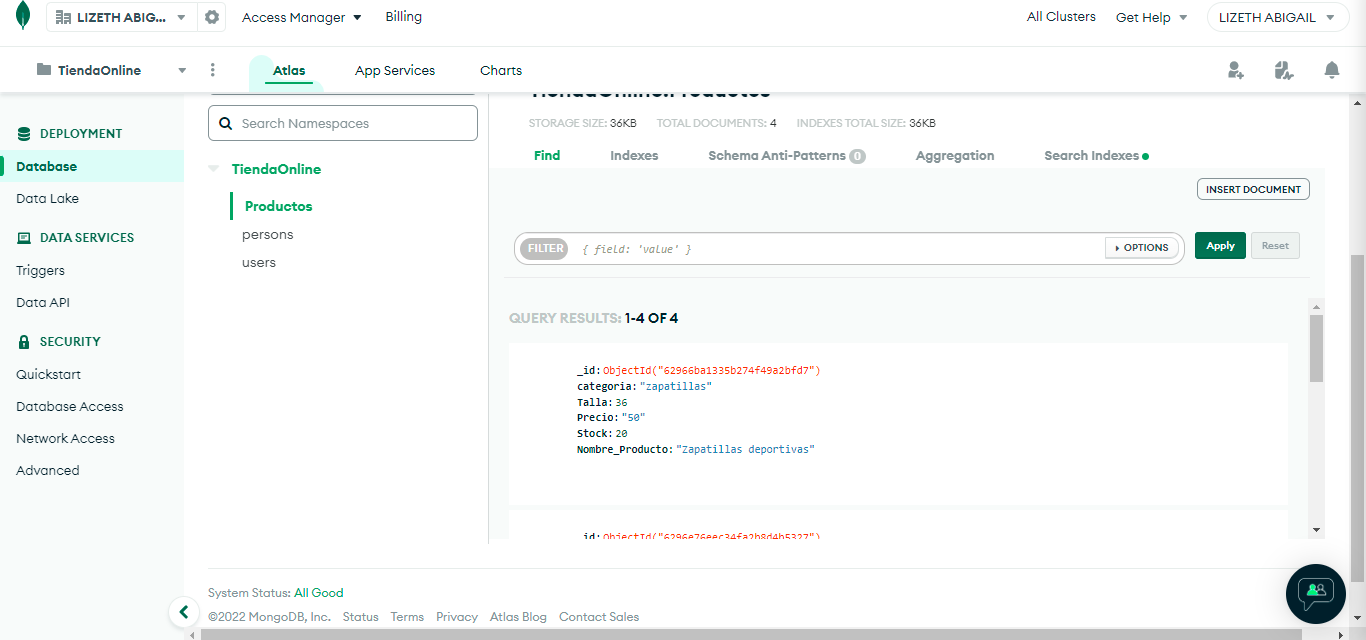 LIZETH ABIG...
Access Manager
Billing
All Clusters
Get Help
LIZETH ABIGAIL
TiendaOnline
Atlas
App Services
Charts
DEPLOYMENT
Database
Data Lake
DATA SERVICES
Triggers
Data API
SECURITY
Quickstart
Database Access
Network Access
Advanced
Search Namespaces
TiendaOnline
Productos
persons
users
TiendaOnline.Productos
STORAGE SIZE: 36KB TOTAL DOCUMENTS: 4 INDEXES TOTAL SIZE: 36KB
Find Indexes Schema Anti-Patterns 0 Aggregation Search Indexes
INSERT DOCUMENT
FILTER { field: 'value' } OPTIONS Apply Reset
QUERY RESULTS: 1-4 OF 4
_id: ObjectId("62966ba1335b274f49a2bfd7")
categoria: "zapatillas"
Talla: 36
Precio: "50"
Stock: 20
Nombre_Producto: "Zapatillas deportivas"
_id: ObjectId("6296e76eec34fa2b8d4b5327")
System Status: All Good
©2022 MongoDB, Inc. Status Terms Privacy Atlas Blog Contact Sales